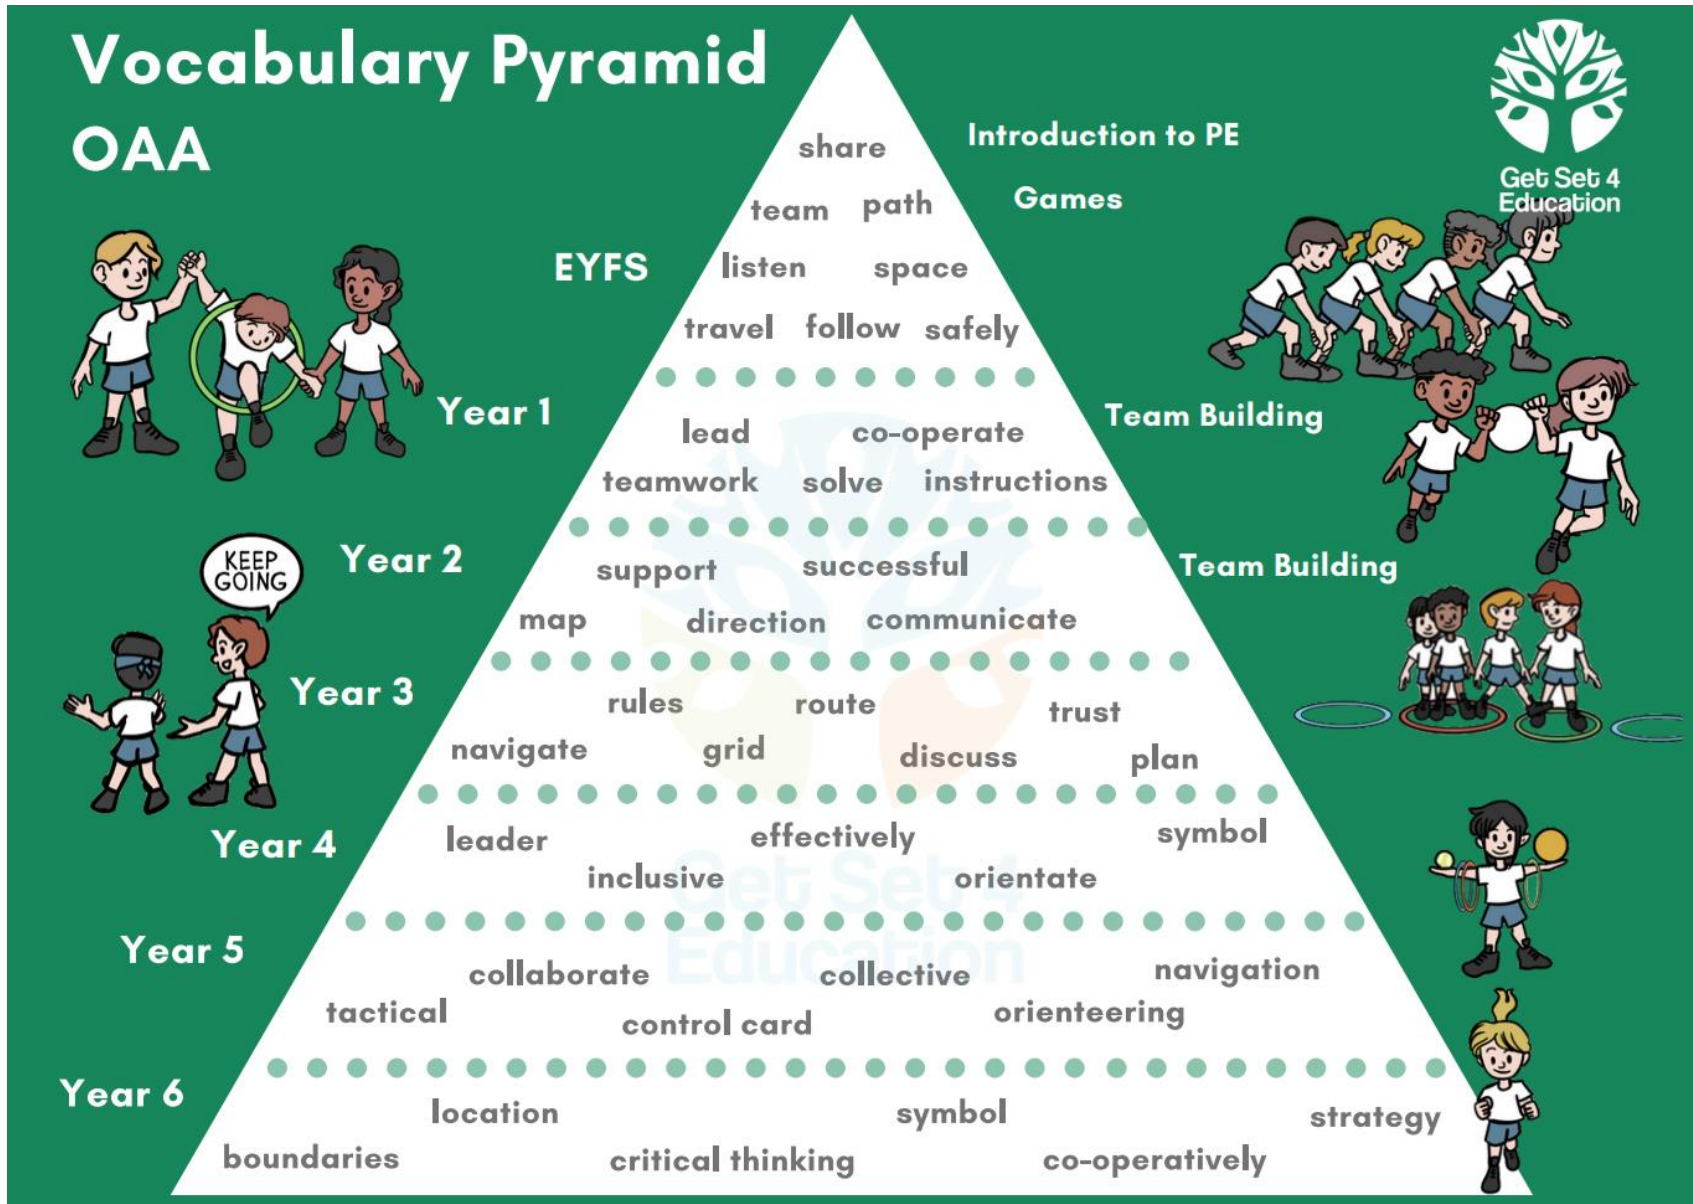 Vocabulary Pyramid
OAA
Get Set 4
Education
Introduction to PE
Games
EYFS
share
team path
listen space
travel follow safely
Year 1
Team Building
lead co-operate
teamwork solve instructions
Year 2
Team Building
KEEP
GOING
support successful
map direction communicate
Year 3
rules route trust
navigate grid discuss plan
Year 4
leader effectively symbol
inclusive orientate
Get Set 4
Education
Year 5
collaborate collective navigation
tactical control card orienteering
Year 6
location symbol strategy
boundaries critical thinking co-operatively